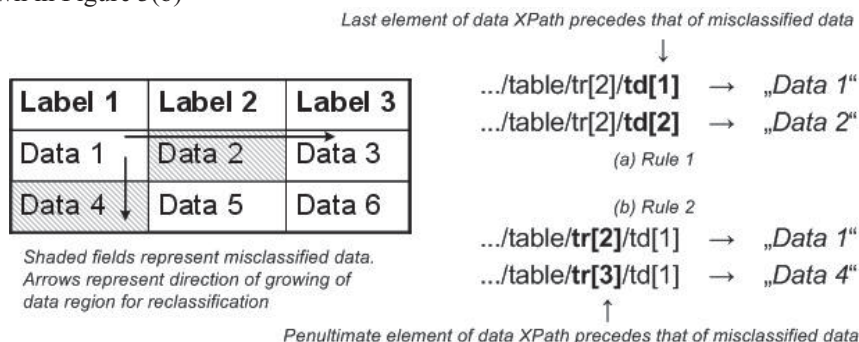 Last element of data XPath precedes that of misclassified data
↓
Label 1 Label 2 Label 3
Data 1 Data 2 Data 3
Data 4 Data 5 Data 6
Shaded fields represent misclassified data.
Arrows represent direction of growing of
data region for reclassification
.../table/tr[2]/td[1] → „Data 1“
.../table/tr[2]/td[2] → „Data 2“
(a) Rule 1
(b) Rule 2
.../table/tr[2]/td[1] → „Data 1“
.../table/tr[3]/td[1] → „Data 4“
↑
Penultimate element of data XPath precedes that of misclassified data